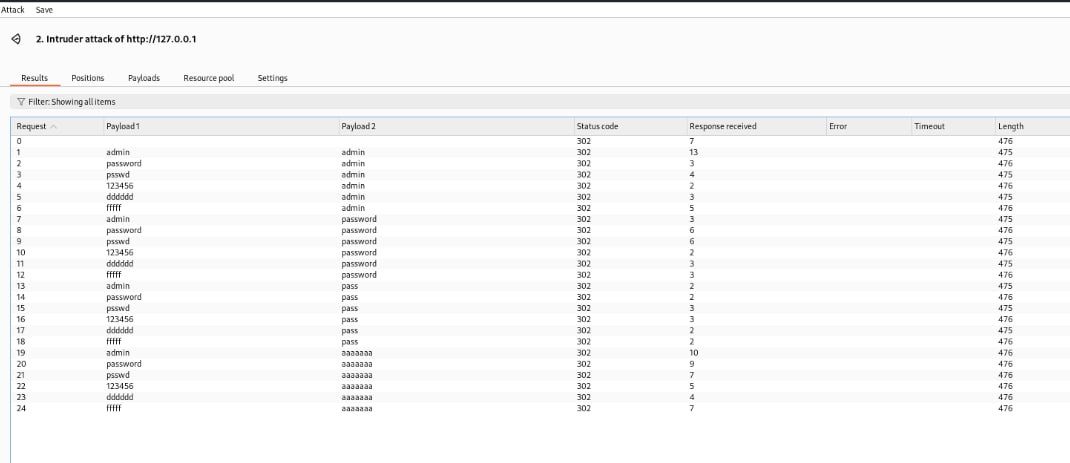 Attack Save
2. Intruder attack of http://127.0.0.1
Results Positions Payloads Resource pool Settings
Filter: Showing all items
Request Payload 1 Payload 2 Status code Response received Error Timeout Length
0 302 7 476
1 admin admin 302 13 475
2 password admin 302 3 476
3 psswd admin 302 4 475
4 123456 admin 302 2 476
5 dddddd admin 302 3 475
6 fffff admin 302 5 476
7 admin password 302 3 475
8 password password 302 6 476
9 psswd password 302 6 475
10 123456 password 302 2 476
11 dddddd password 302 3 475
12 fffff password 302 3 476
13 admin pass 302 2 475
14 password pass 302 2 476
15 psswd pass 302 3 475
16 123456 pass 302 3 476
17 dddddd pass 302 2 475
18 fffff pass 302 2 476
19 admin aaaaaaa 302 10 476
20 password aaaaaaa 302 9 476
21 psswd aaaaaaa 302 7 476
22 123456 aaaaaaa 302 5 476
23 dddddd aaaaaaa 302 4 476
24 fffff aaaaaaa 302 7 476